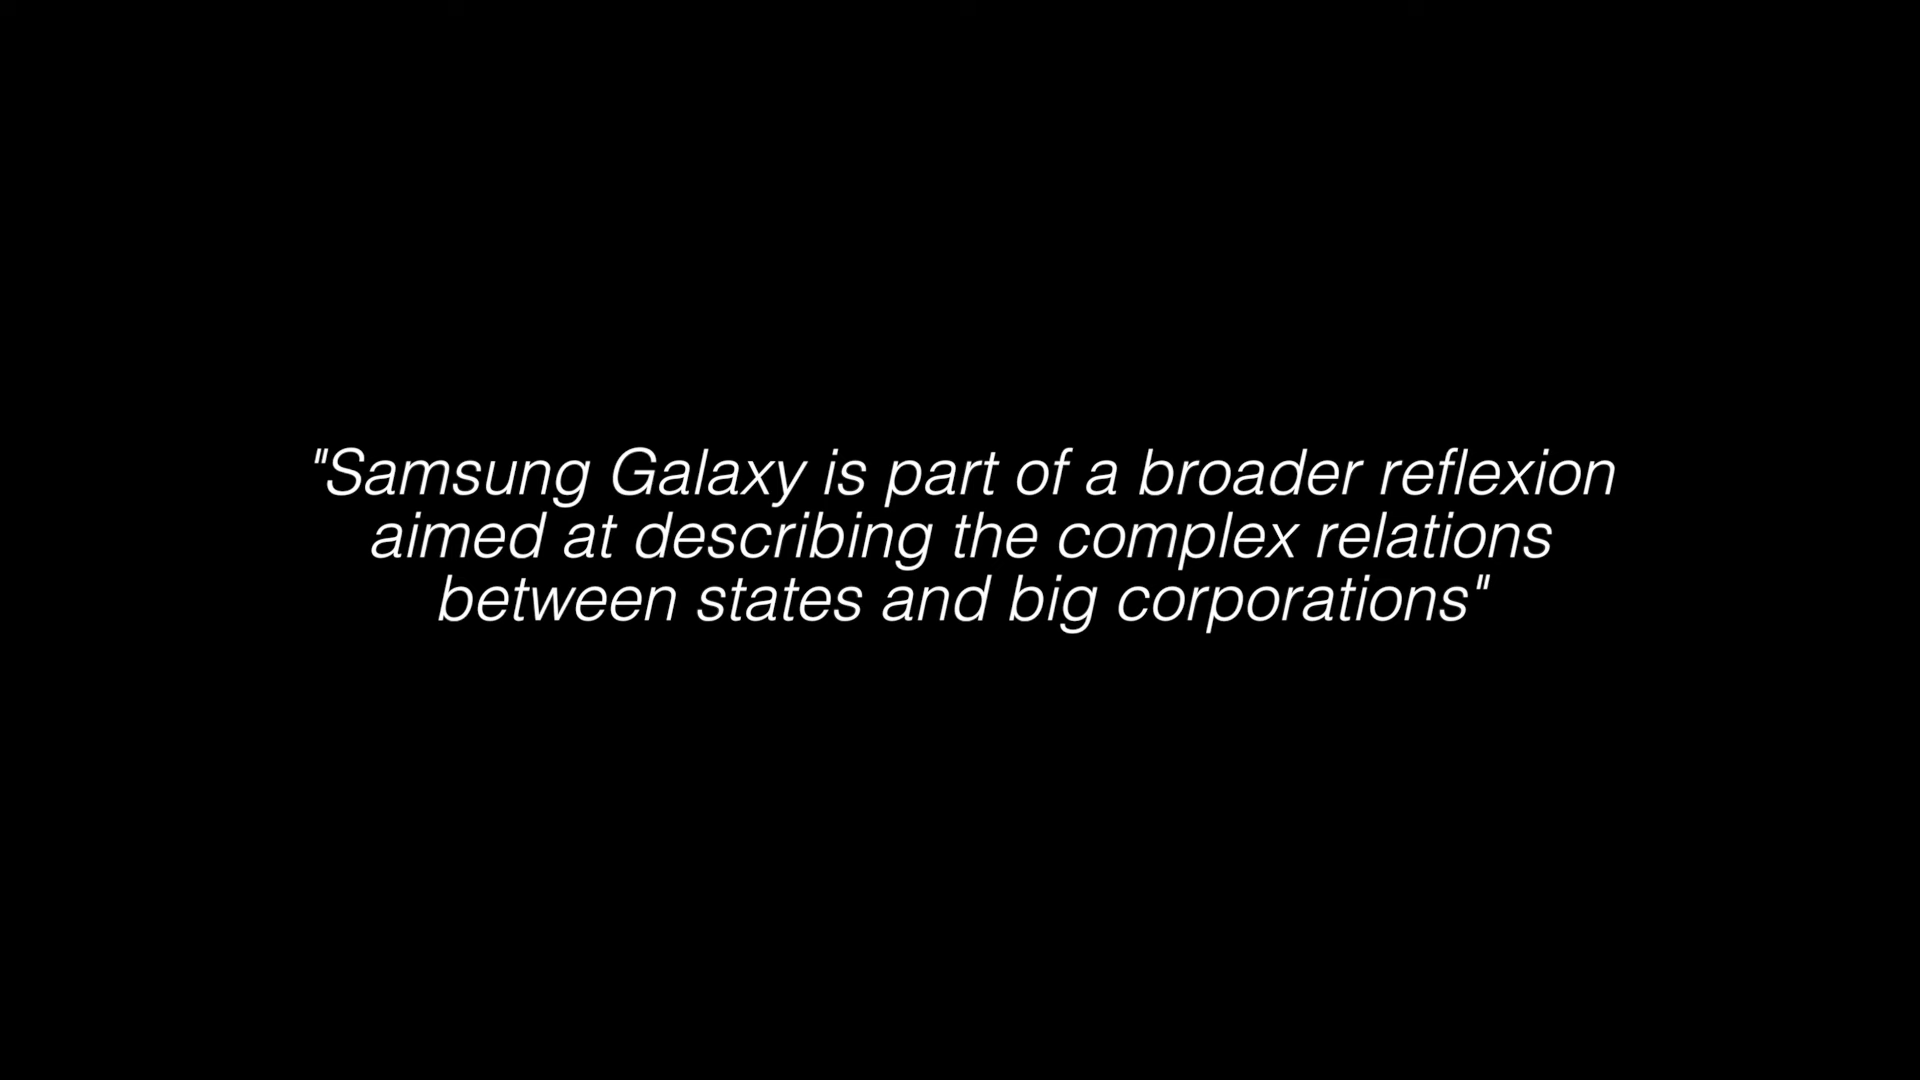 "Samsung Galaxy is part of a broader reflexion
aimed at describing the complex relations
between states and big corporations"